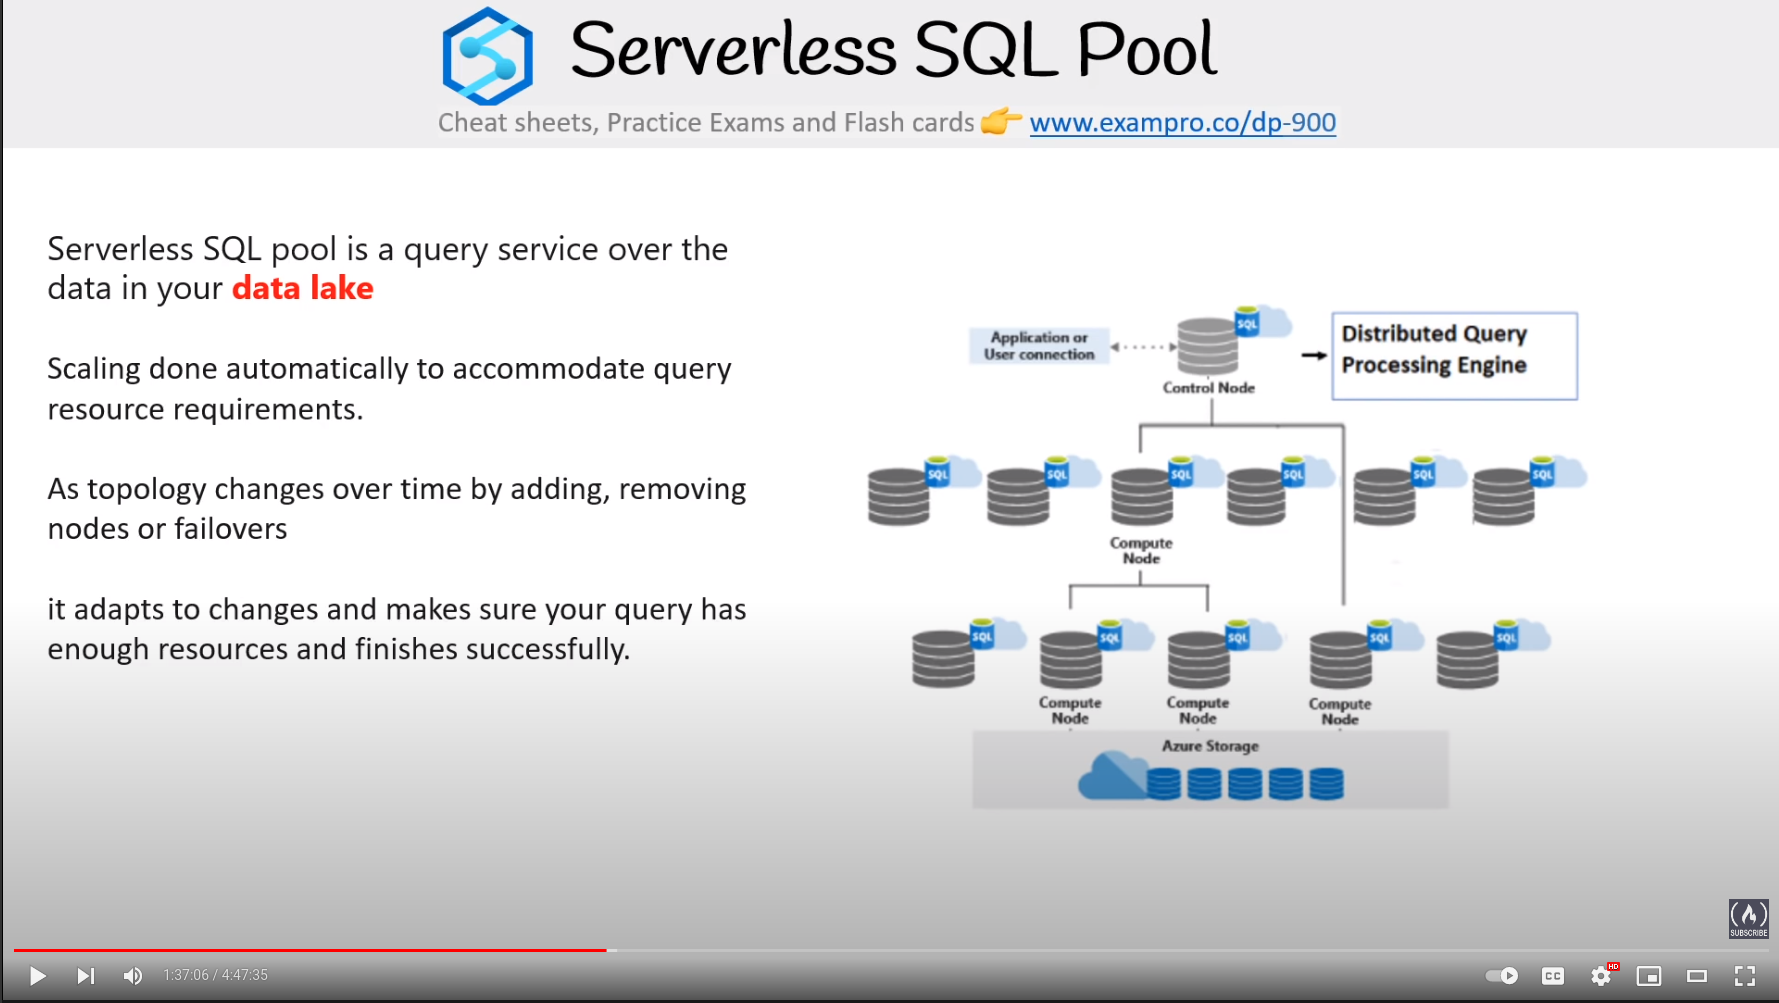 Serverless SQL Pool
Cheat sheets, Practice Exams and Flash cards 👉 www.exampro.co/dp-900
Serverless SQL pool is a query service over the
data in your data lake
Scaling done automatically to accommodate query
resource requirements.
As topology changes over time by adding, removing
nodes or failovers
it adapts to changes and makes sure your query has
enough resources and finishes successfully.
Application or
User connection
SQL
Control Node
Distributed Query
Processing Engine
SQL
SQL
SQL
SQL
SQL
SQL
Compute
Node
SQL
SQL
SQL
SQL
SQL
Compute
Node
Compute
Node
Compute
Node
Azure Storage
SUBSCRIBE
1:37:06 / 4:47:35
CC
HD